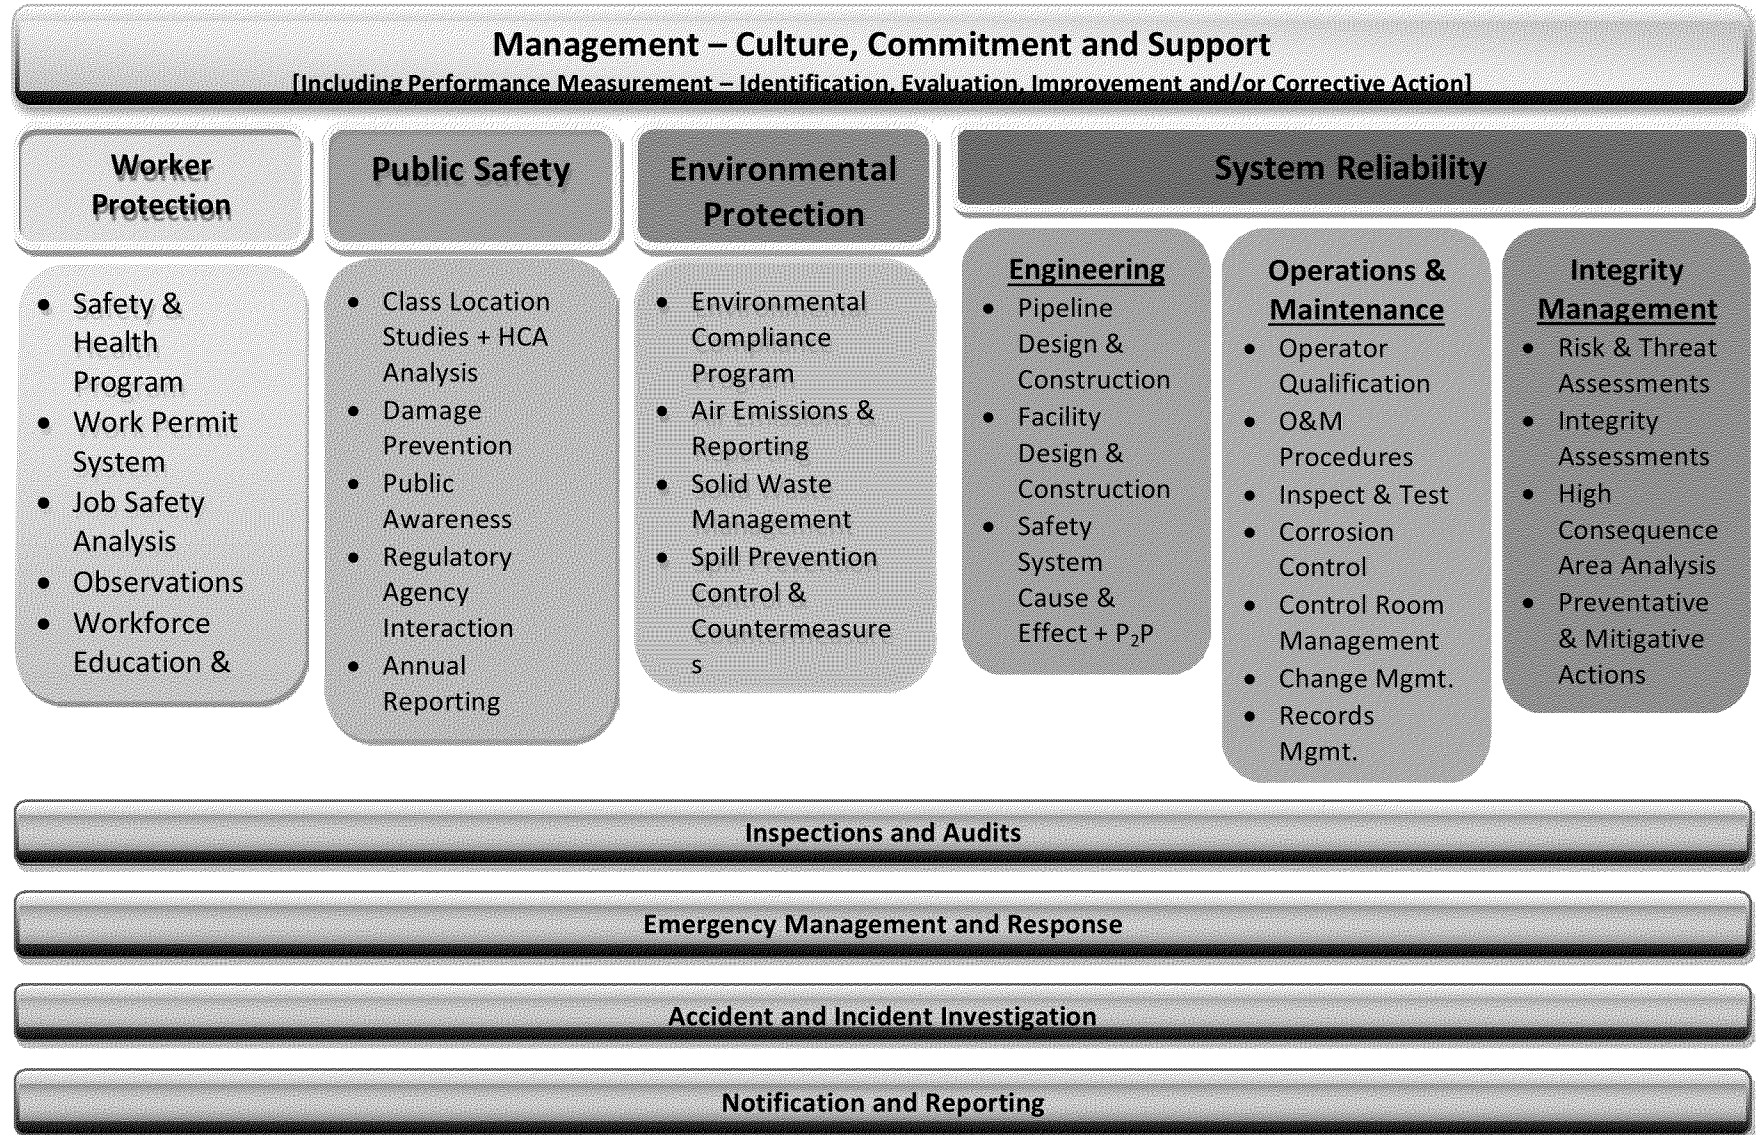 Management – Culture, Commitment and Support
[Including Performance Measurement – Identification, Evaluation, Improvement and/or Corrective Action]
Worker
Protection
• Safety &
Health
Program
• Work Permit
System
• Job Safety
Analysis
• Observations
• Workforce
Education &
Public Safety
• Class Location
Studies + HCA
Analysis
• Damage
Prevention
• Public
Awareness
• Regulatory
Agency
Interaction
• Annual
Reporting
Environmental
Protection
• Environmental
Compliance
Program
• Air Emissions &
Reporting
• Solid Waste
Management
• Spill Prevention
Control &
Countermeasure
s
System Reliability
Engineering
• Pipeline
Design &
Construction
• Facility
Design &
Construction
• Safety
System
Cause &
Effect + P₂P
Operations &
Maintenance
• Operator
Qualification
• O&M
Procedures
• Inspect & Test
• Corrosion
Control
• Control Room
Management
• Change Mgmt.
• Records
Mgmt.
Integrity
Management
• Risk & Threat
Assessments
• Integrity
Assessments
• High
Consequence
Area Analysis
• Preventative
& Mitigative
Actions
Inspections and Audits
Emergency Management and Response
Accident and Incident Investigation
Notification and Reporting